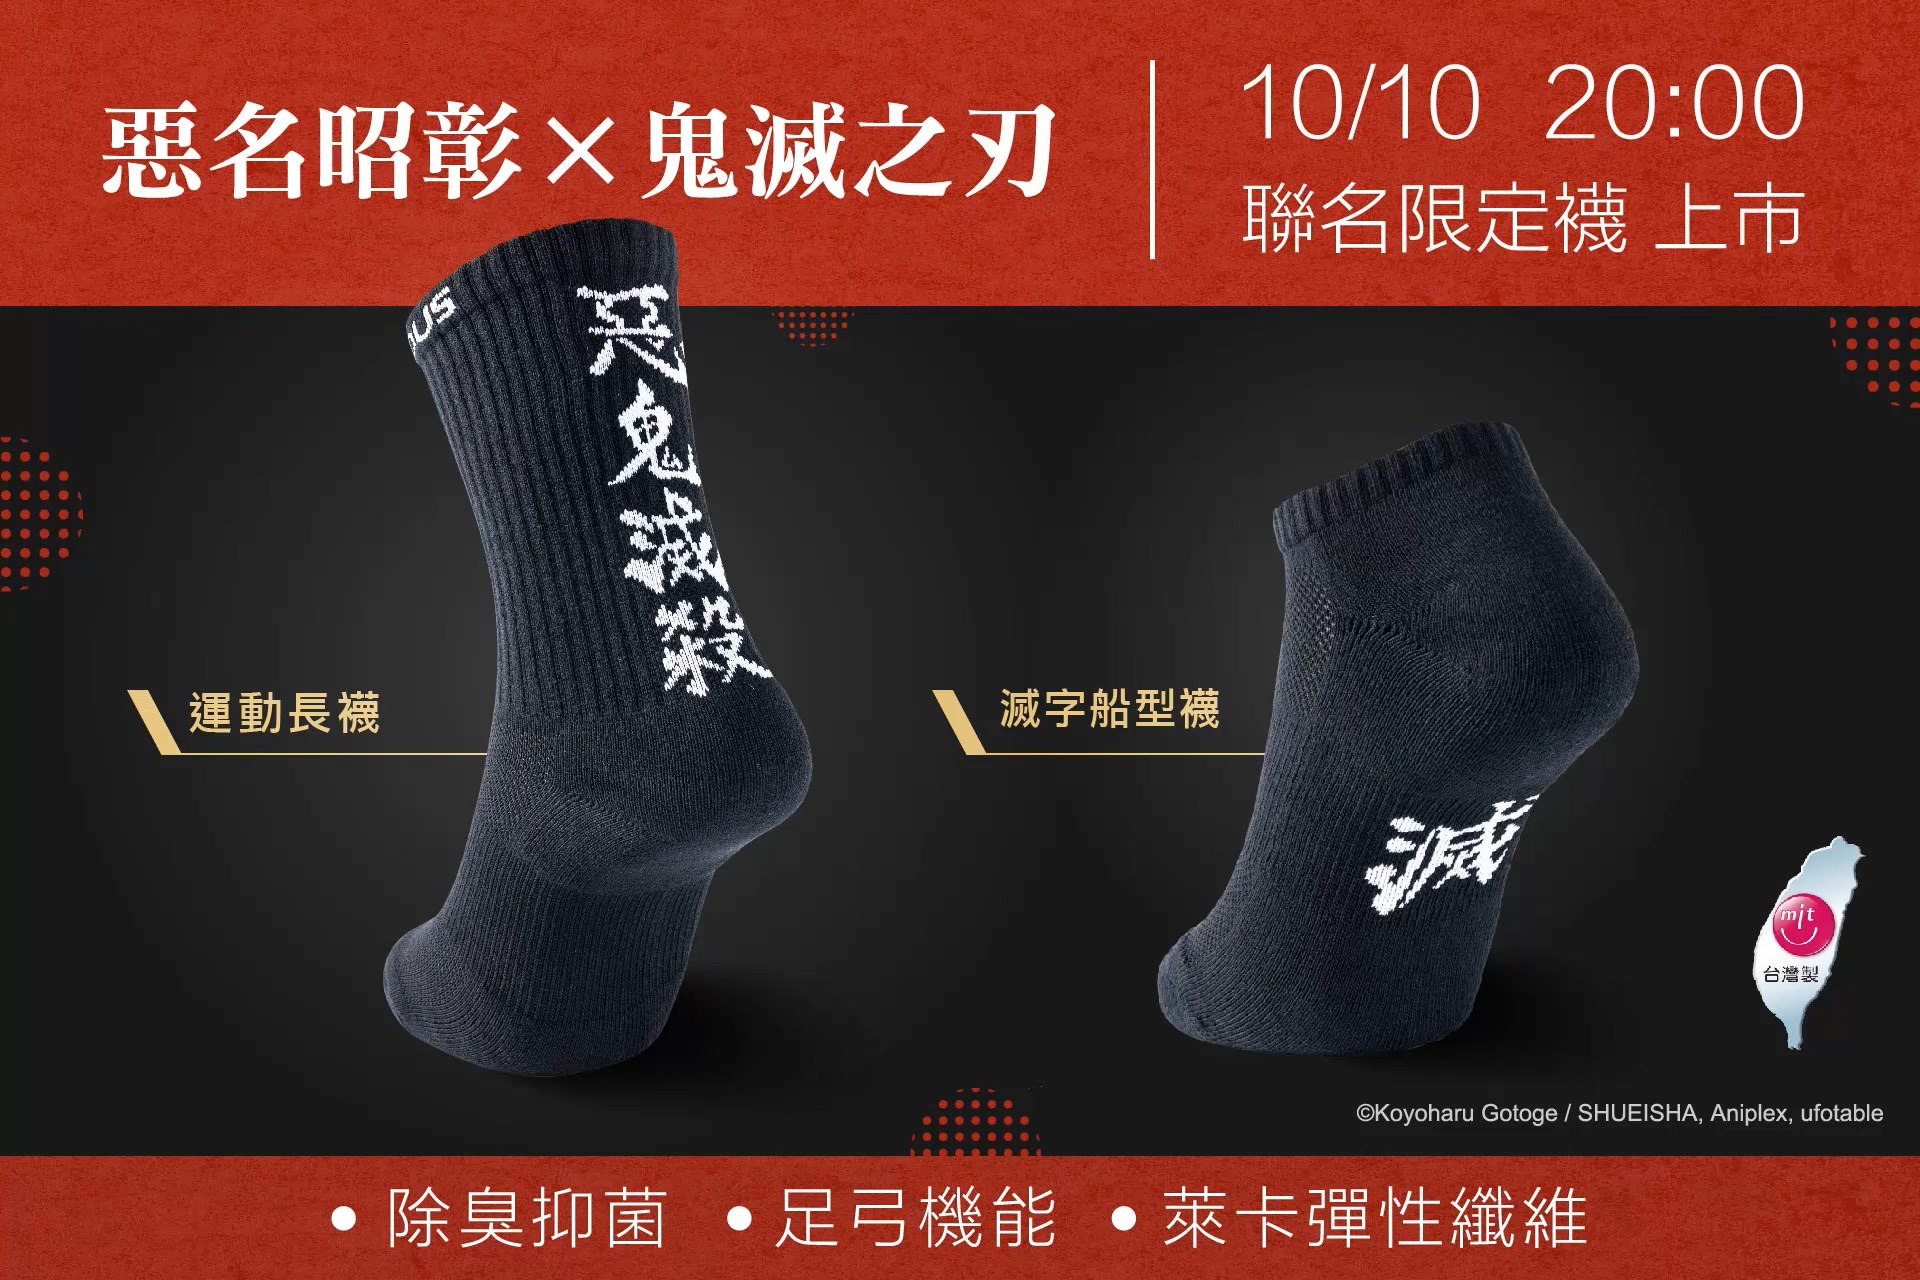 惡名昭彰×鬼滅之刃
10/10 20:00
聯名限定襪 上市
us
惡鬼滅殺
運動長襪
滅字船型襪
滅
mit
台灣製
©Koyoharu Gotoge / SHUEISHA, Aniplex, ufotable
• 除臭抑菌 • 足弓機能 • 萊卡彈性纖維